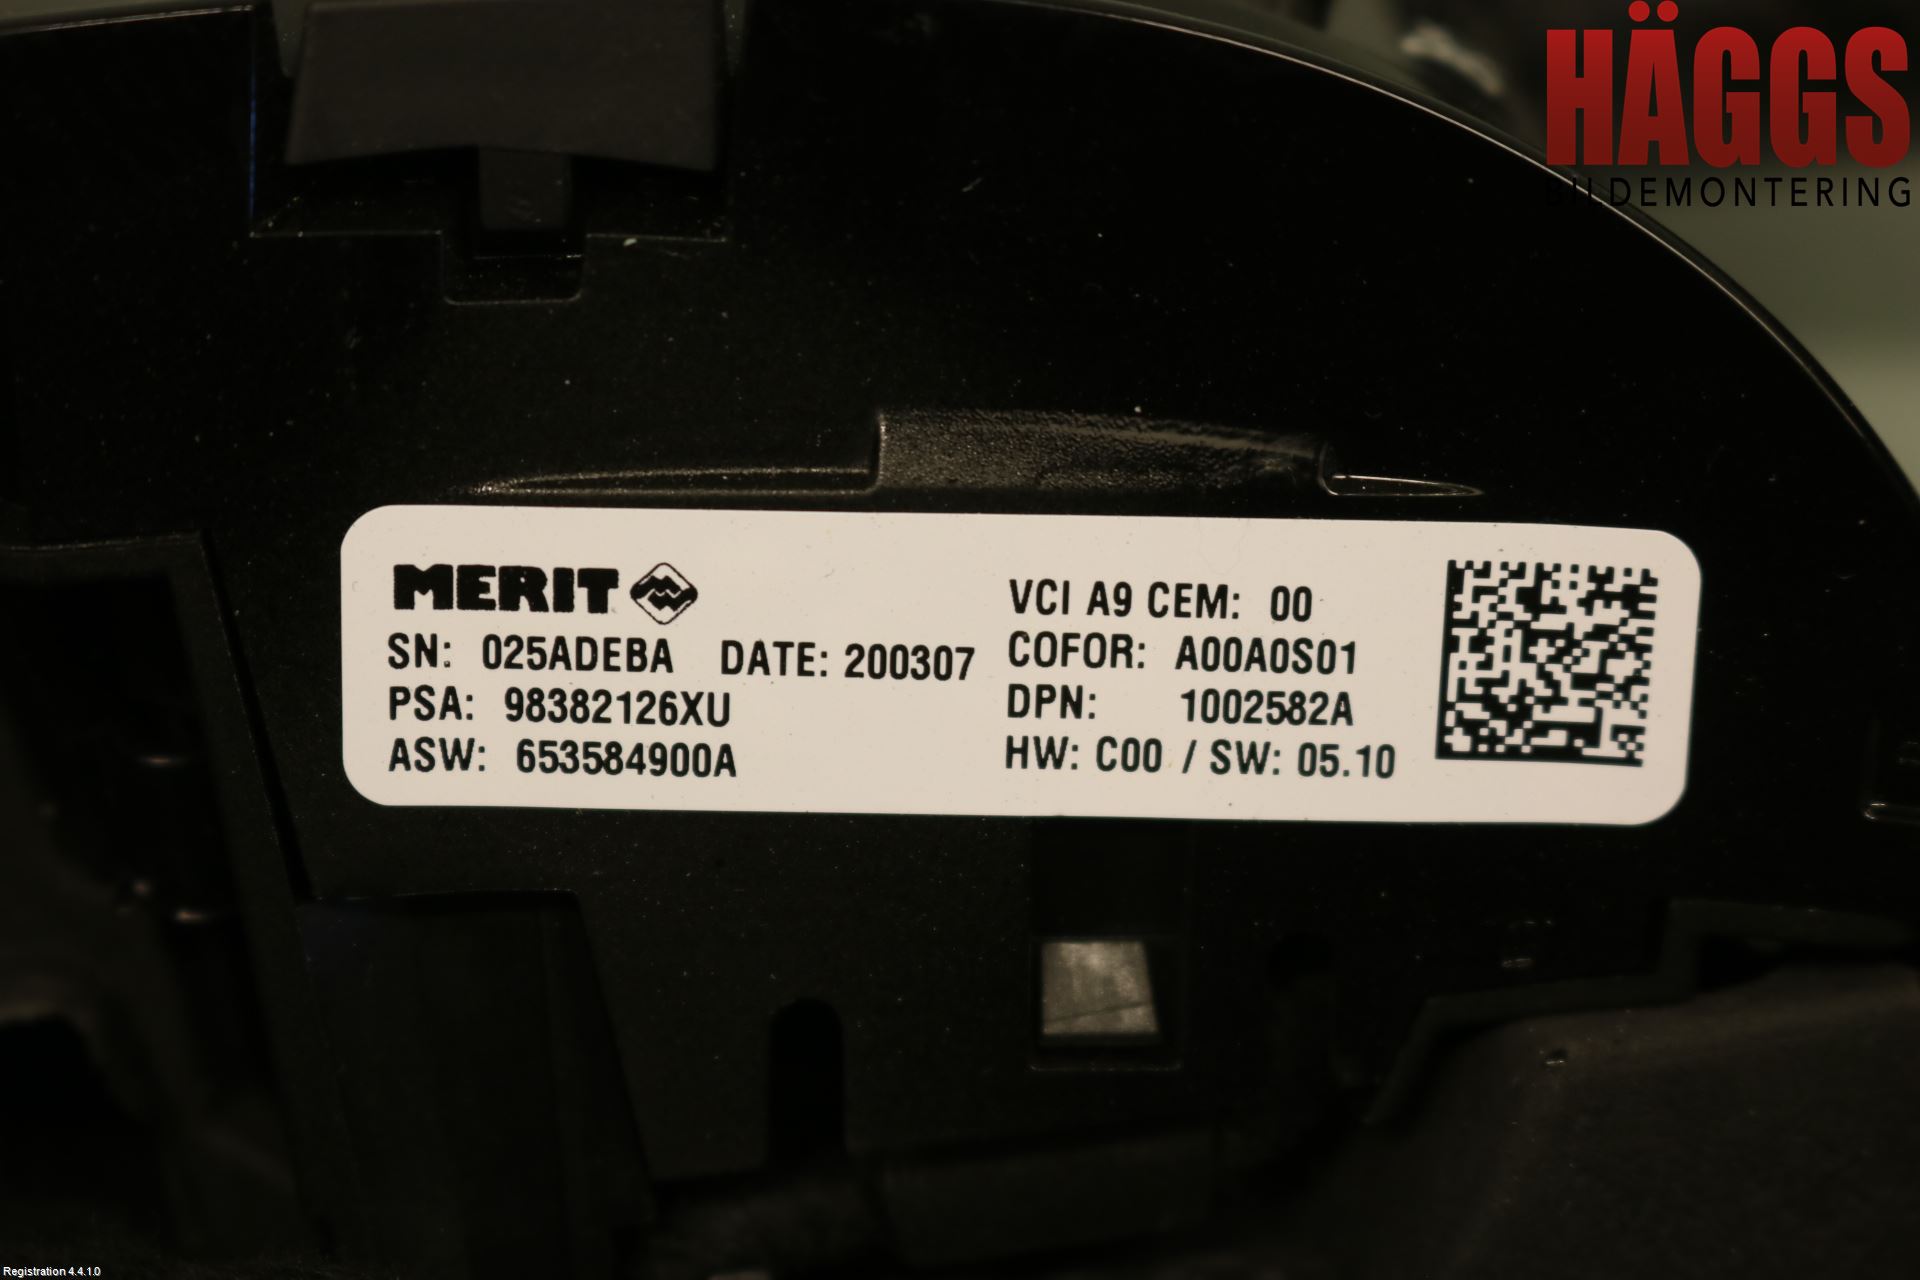 HÄGGS
BILDEMONTERING
MERIT
SN: 025ADEBA DATE: 200307
PSA: 98382126XU
ASW: 653584900A
VCI A9 CEM: 00
COFOR: A00A0S01
DPN: 1002582A
HW: C00 / SW: 05.10
Registration 4.4.1.0